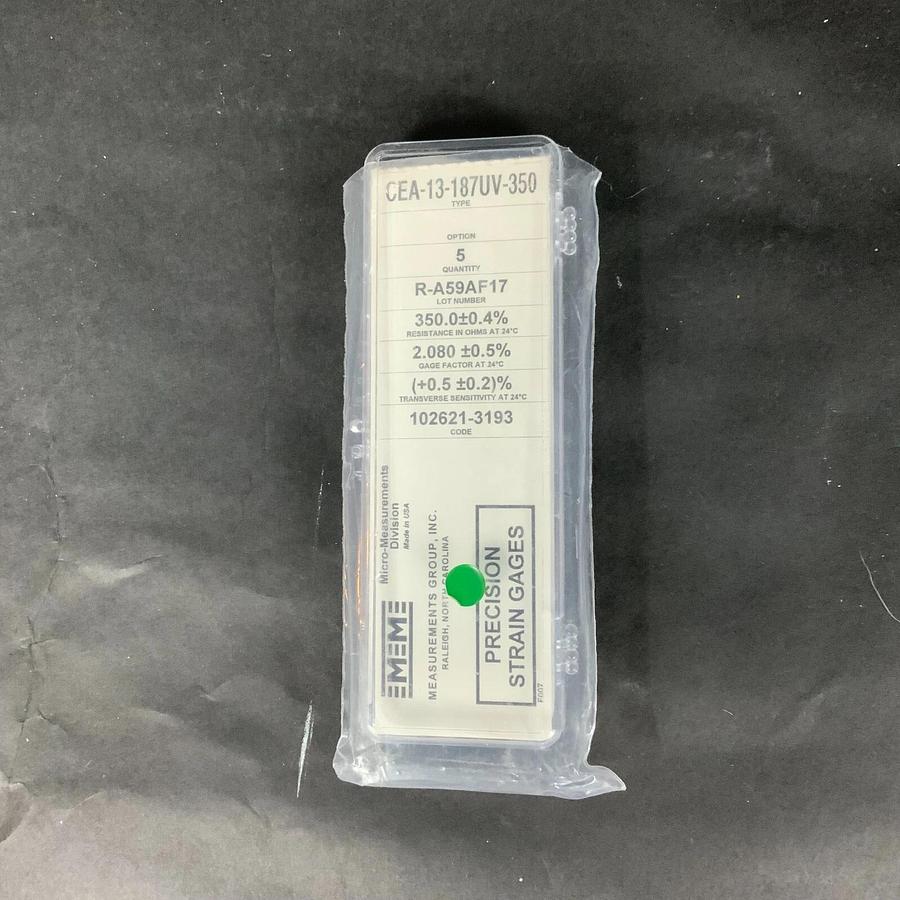 CEA-13-187UV-350
TYPE
OPTION
5
QUANTITY
R-A59AF17
LOT NUMBER
350.0±0.4%
RESISTANCE IN OHMS AT 24°C
2.080 ±0.5%
GAGE FACTOR AT 24°C
(+0.5 ±0.2)%
TRANSVERSE SENSITIVITY AT 24°C
102621-3193
CODE
Micro-Measurements
Division
Made in USA
MM
MEASUREMENTS GROUP, INC.
RALEIGH, NORTH CAROLINA
PRECISION
STRAIN GAGES
F007